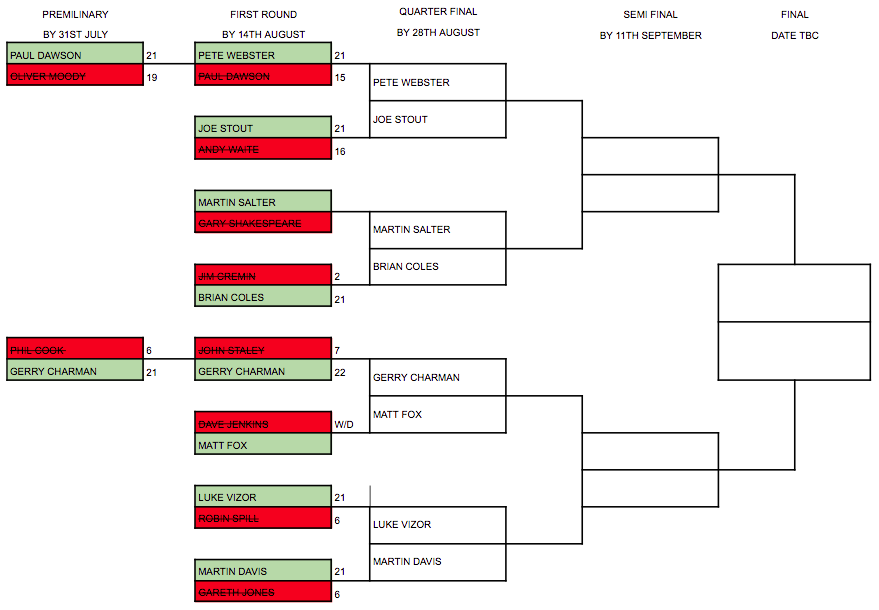 PREMILINARY
BY 31ST JULY
FIRST ROUND
BY 14TH AUGUST
QUARTER FINAL
BY 28TH AUGUST
SEMI FINAL
BY 11TH SEPTEMBER
FINAL
DATE TBC
PAUL DAWSON 21
OLIVER MOODY 19
PETE WEBSTER 21
PAUL DAWSON 15
PETE WEBSTER
JOE STOUT
JOE STOUT 21
ANDY WAITE 16
MARTIN SALTER
GARY SHAKESPEARE
MARTIN SALTER
BRIAN COLES
JIM CREMIN 2
BRIAN COLES 21
PHIL COOK 6
GERRY CHARMAN 21
JOHN STALEY 7
GERRY CHARMAN 22
GERRY CHARMAN
MATT FOX
DAVE JENKINS W/D
MATT FOX
LUKE VIZOR 21
ROBIN SPILL 6
LUKE VIZOR
MARTIN DAVIS
MARTIN DAVIS 21
GARETH JONES 6